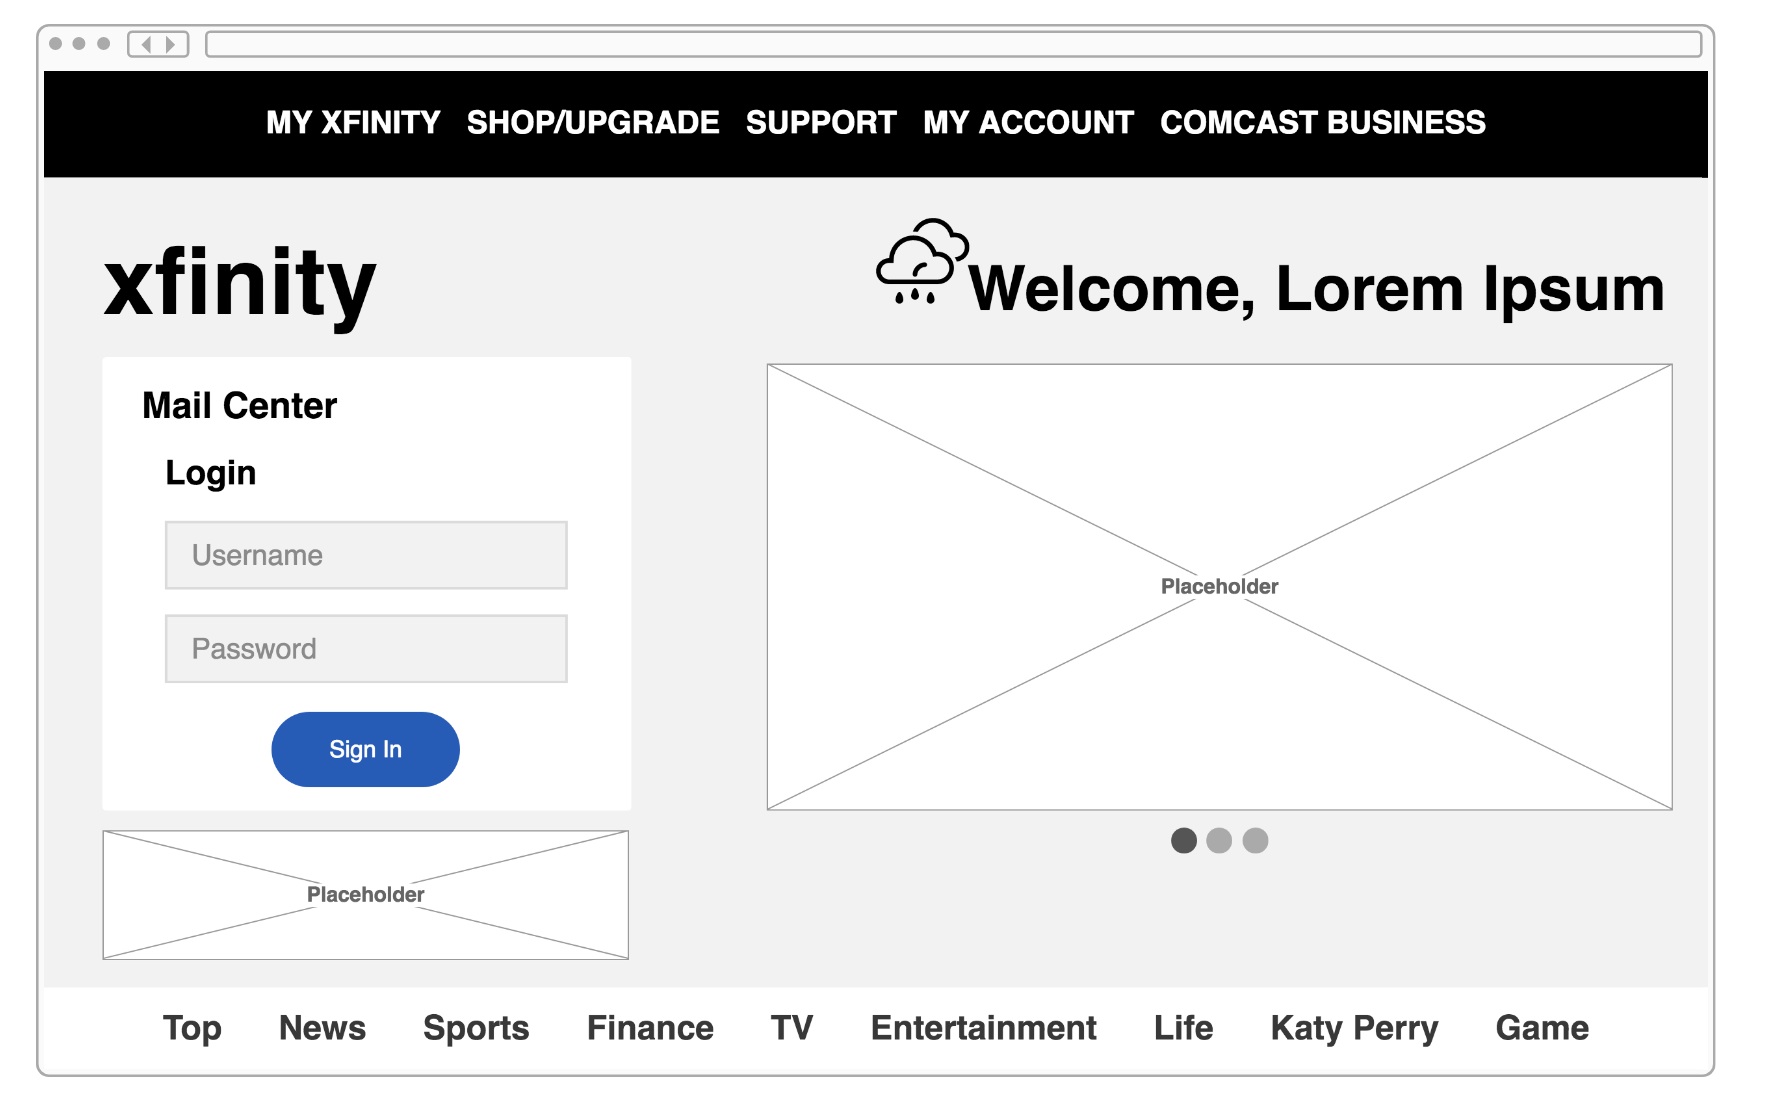 MY XFINITY SHOP/UPGRADE SUPPORT MY ACCOUNT COMCAST BUSINESS
xfinity
Welcome, Lorem Ipsum
Mail Center
Login
Username
Password
Sign In
Placeholder
Placeholder
Top News Sports Finance TV Entertainment Life Katy Perry Game